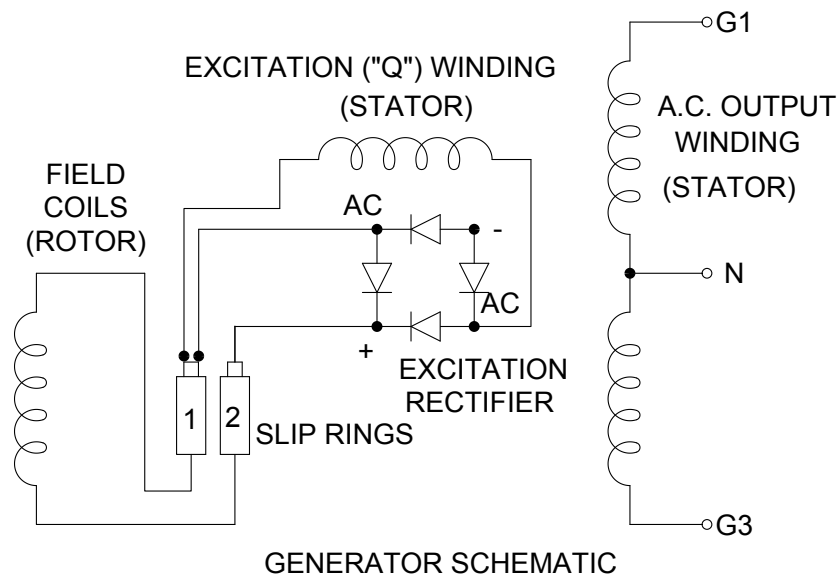 G1
EXCITATION ("Q") WINDING
(STATOR)
A.C. OUTPUT
WINDING
(STATOR)
FIELD
COILS
(ROTOR)
AC
-
N
AC
+
EXCITATION
RECTIFIER
1
2
SLIP RINGS
G3
GENERATOR SCHEMATIC